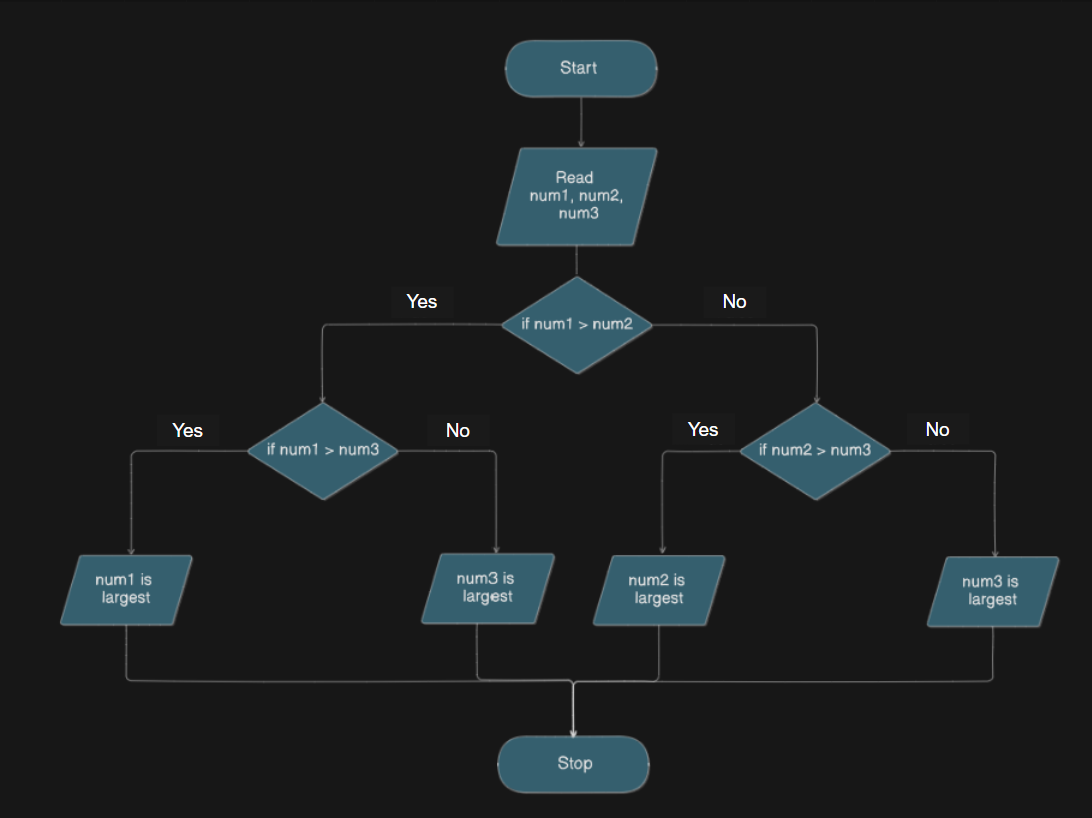 Start
Read
num1, num2,
num3
Yes
No
if num1 > num2
Yes
No
Yes
No
if num1 > num3
if num2 > num3
num1 is
largest
num3 is
largest
num2 is
largest
num3 is
largest
Stop